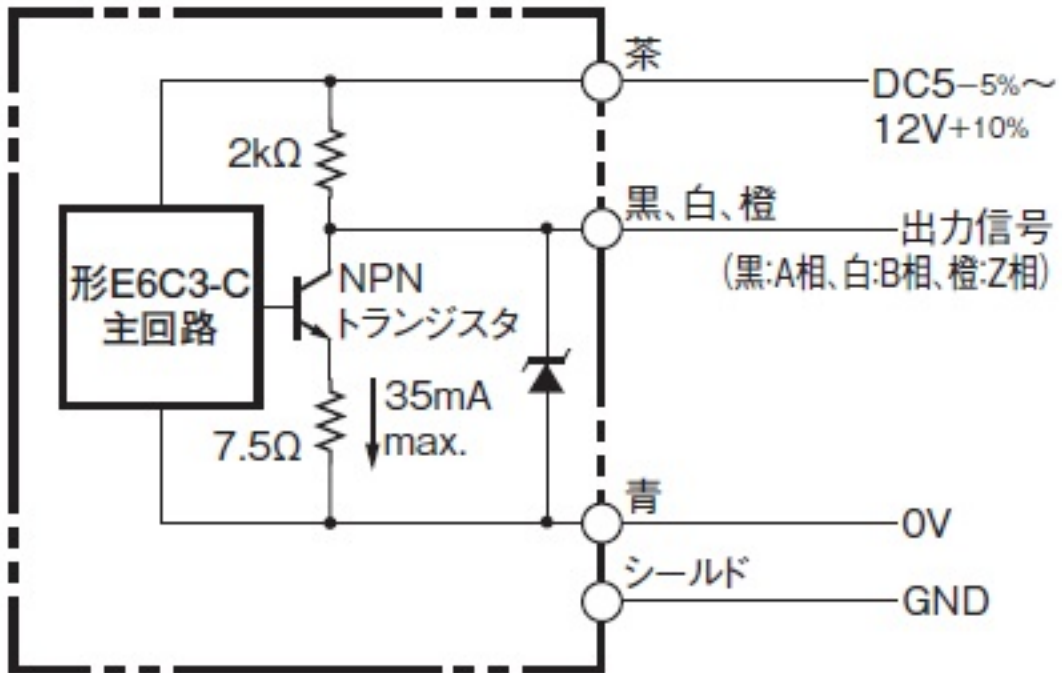 茶
DC5−5%～
12V+10%
2kΩ
黒、白、橙
出力信号
(黒:A相、白:B相、橙:Z相)
形E6C3-C
主回路
NPN
トランジスタ
35mA
max.
7.5Ω
青
0V
シールド
GND